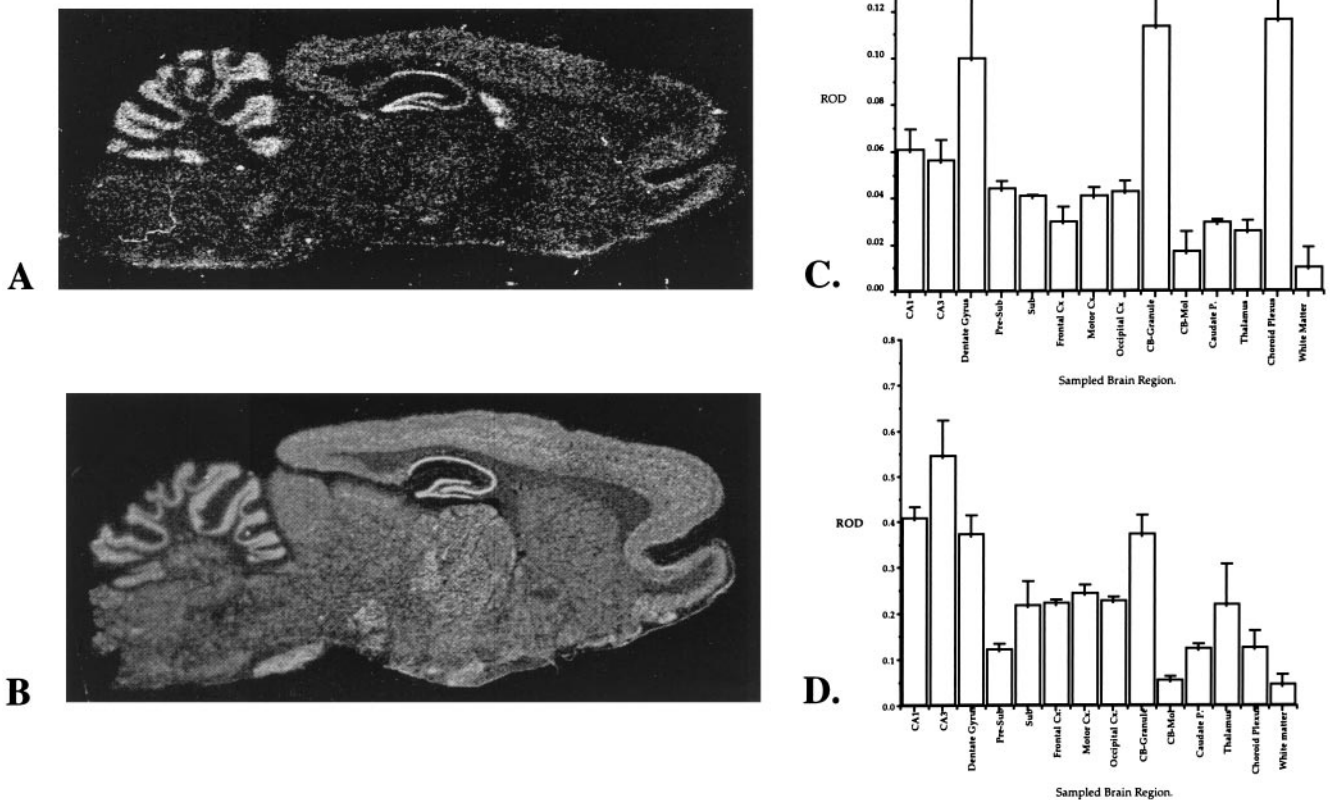 A
B
C.
ROD
0.12
0.10
0.08
0.06
0.04
0.02
0.00
CA1
CA3
Dentate Gyrus
Pre-Sub
Sub
Frontal Cx
Motor Cx.
Occipital Cx
CB-Granule
CB-Mol
Caudate P.
Thalamus
Choroid Plexus
White Matter
Sampled Brain Region.
D.
ROD
0.8
0.7
0.6
0.5
0.4
0.3
0.2
0.1
0.0
CA1
CA3
Dentate Gyrus
Pre-Sub
Sub
Frontal Cx.
Motor Cx.
Occipital Cx.
CB-Granule
CB-Mol
Caudate P.
Thalamus
Choroid Plexus
White matter
Sampled Brain Region.